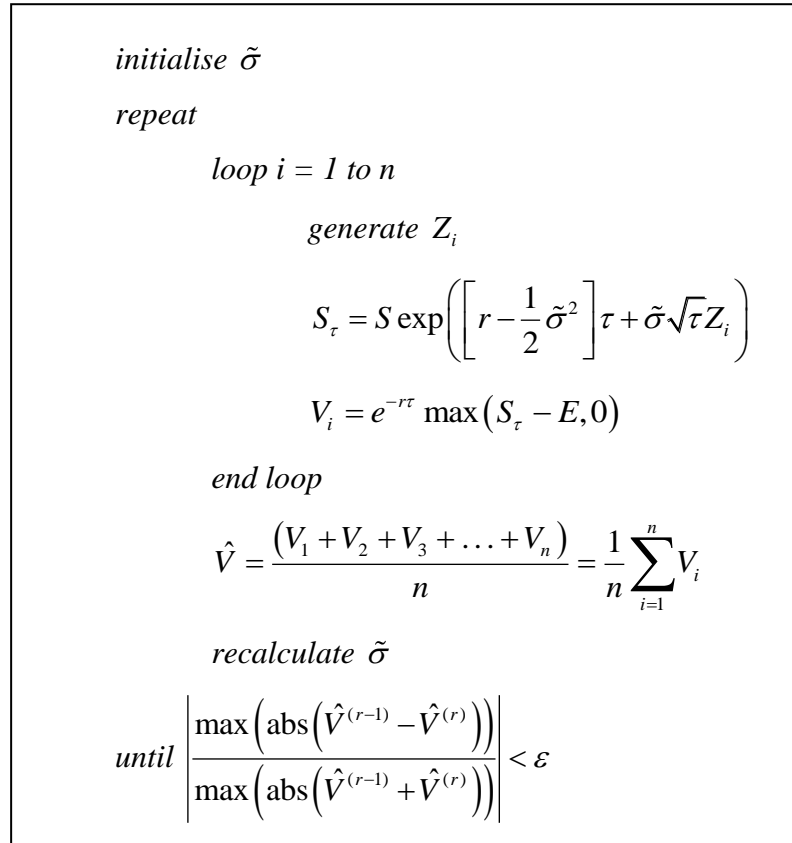 initialise σ̃
repeat
loop i = 1 to n
generate Z_i
S_τ = S exp([r − 1/2 σ̃²]τ + σ̃√τ Z_i)
V_i = e^{−rτ} max(S_τ − E, 0)
end loop
V̂ = (V_1 + V_2 + V_3 + … + V_n)/n = 1/n ∑_{i=1}^{n} V_i
recalculate σ̃
until |max(abs(V̂^{(r−1)} − V̂^{(r)}))/max(abs(V̂^{(r−1)} + V̂^{(r)}))| < ε